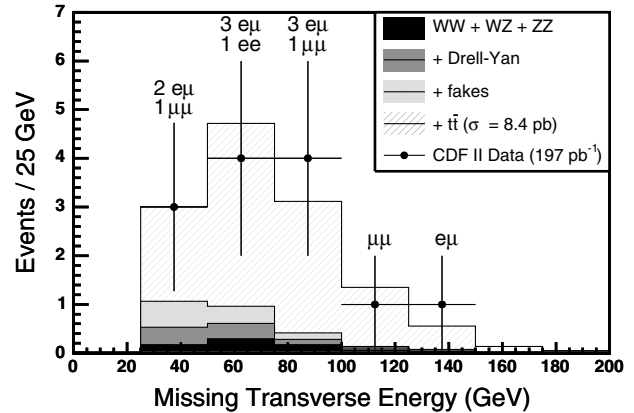 7
6
5
4
3
2
1
0
Events / 25 GeV
2 eμ
1 μμ
3 eμ
1 ee
3 eμ
1 μμ
μμ
eμ
WW + WZ + ZZ
+ Drell-Yan
+ fakes
+ tt̄ (σ = 8.4 pb)
CDF II Data (197 pb⁻¹)
0 20 40 60 80 100 120 140 160 180 200
Missing Transverse Energy (GeV)